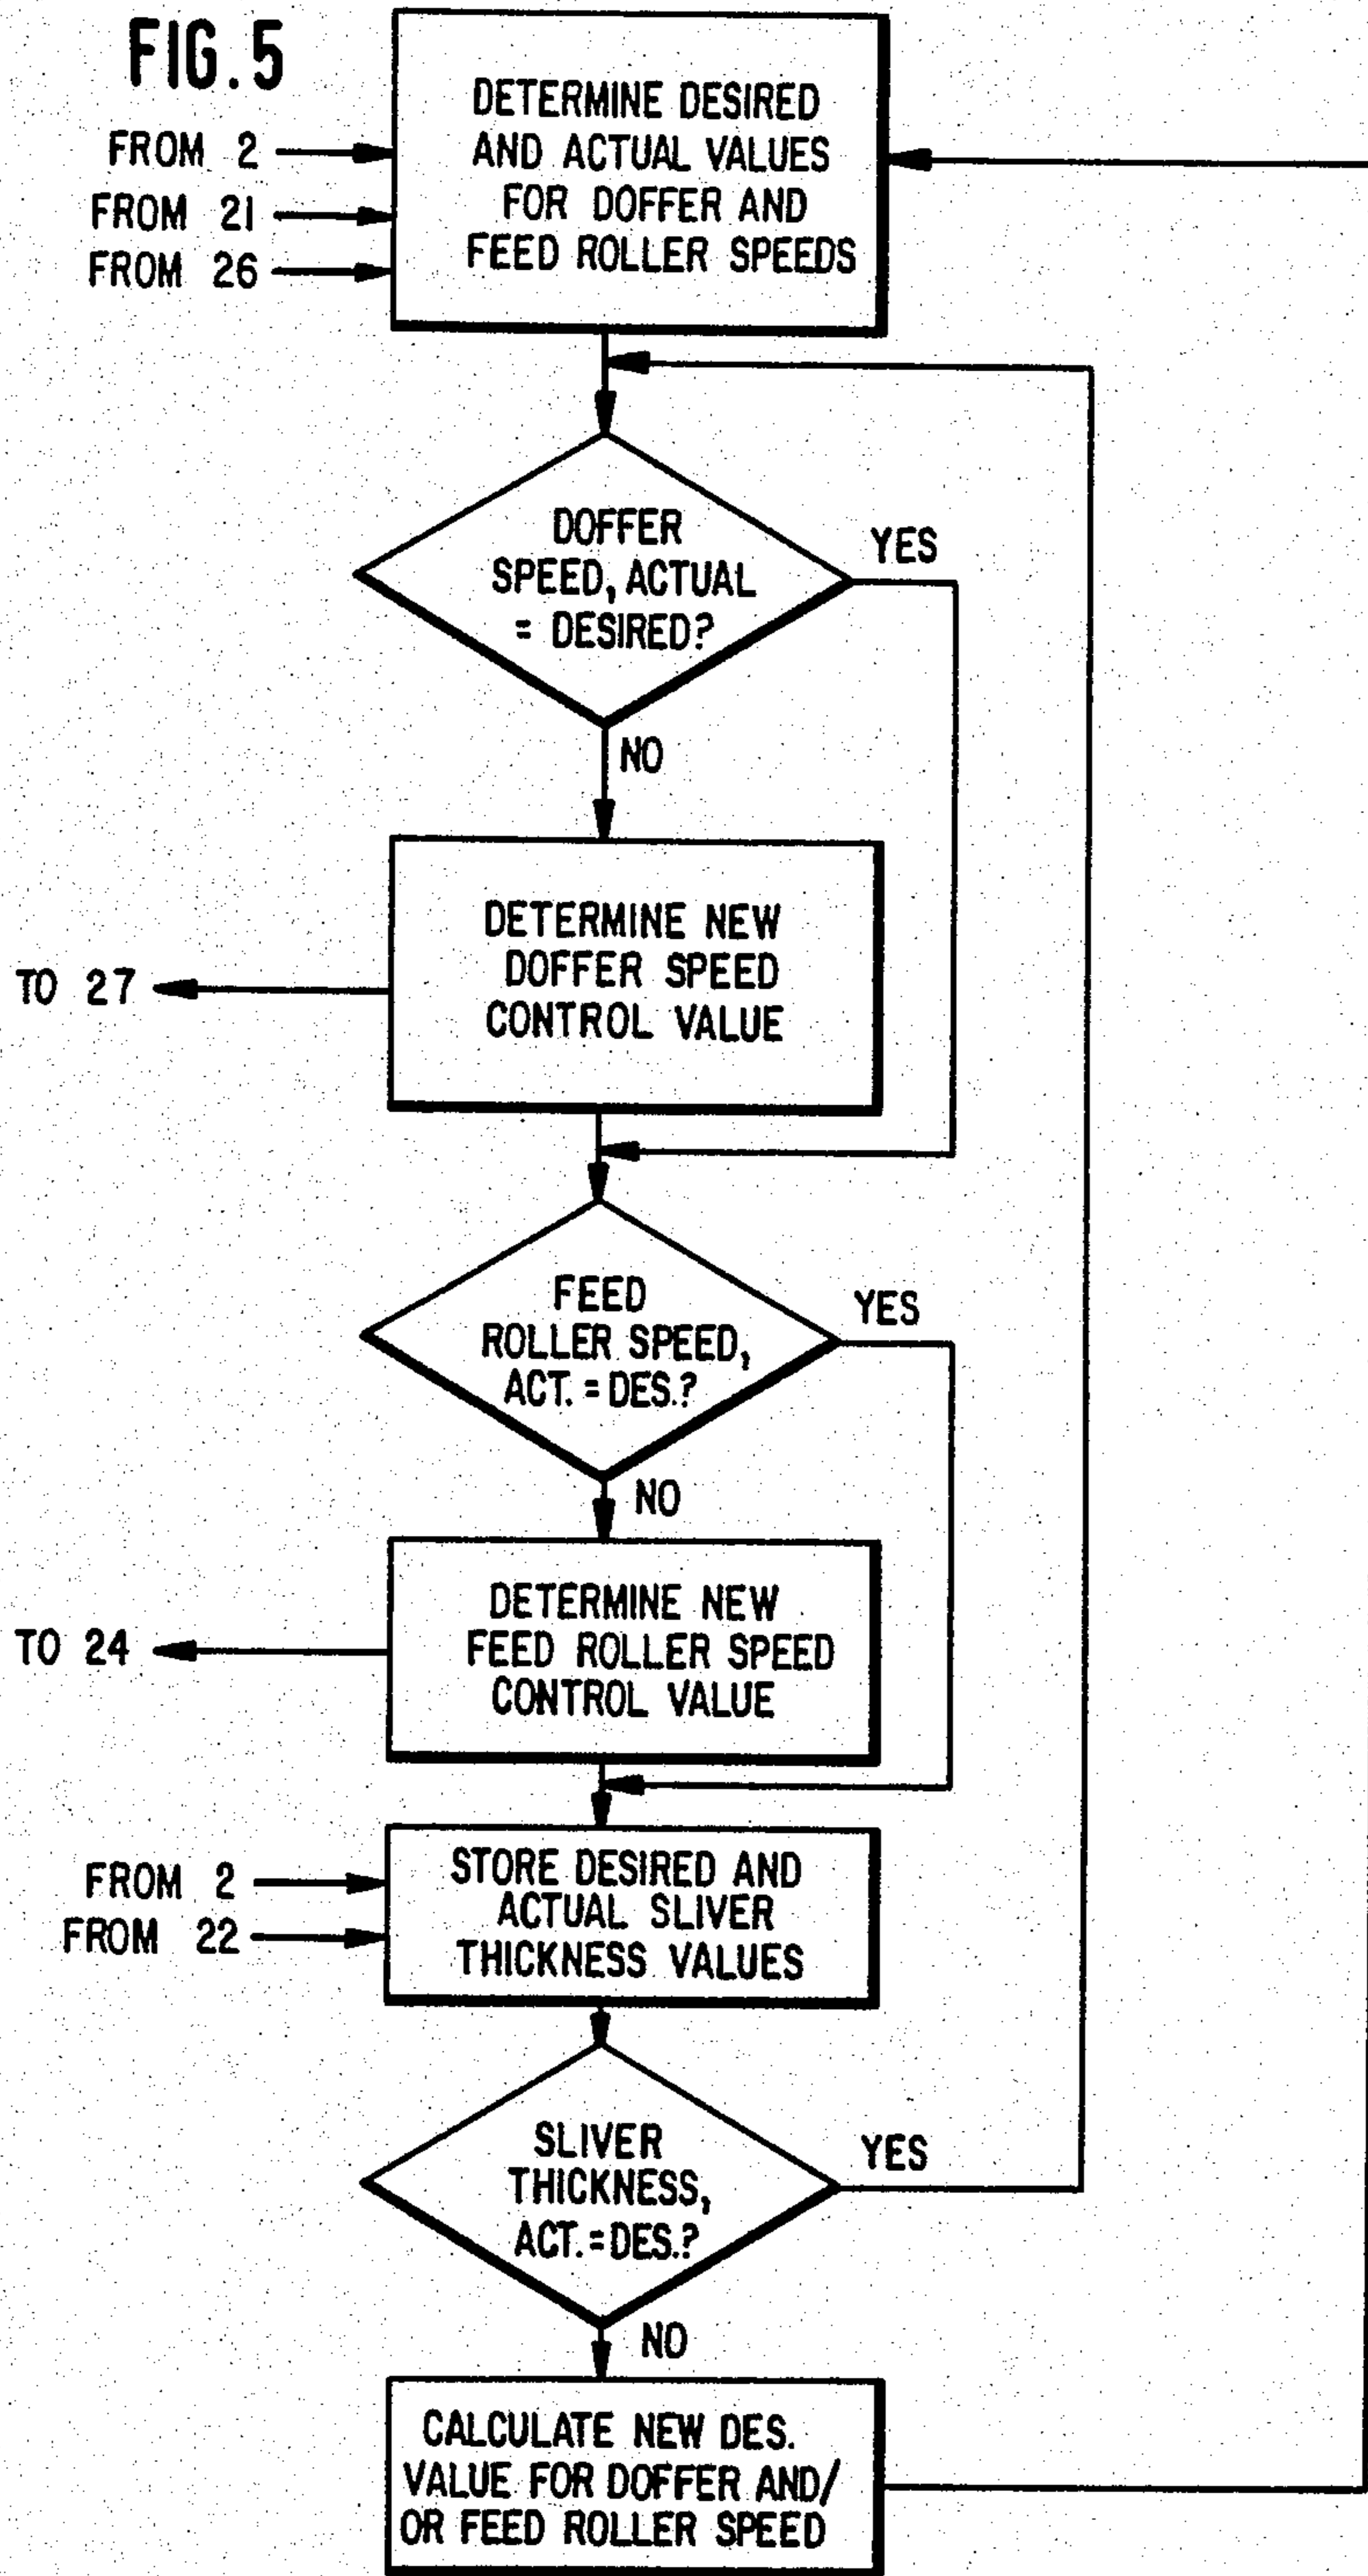 FIG. 5
DETERMINE DESIRED
AND ACTUAL VALUES
FOR DOFFER AND
FEED ROLLER SPEEDS
FROM 2
FROM 21
FROM 26
DOFFER
SPEED, ACTUAL
= DESIRED?
YES
NO
DETERMINE NEW
DOFFER SPEED
CONTROL VALUE
TO 27
FEED
ROLLER SPEED,
ACT. = DES.?
YES
NO
DETERMINE NEW
FEED ROLLER SPEED
CONTROL VALUE
TO 24
STORE DESIRED AND
ACTUAL SLIVER
THICKNESS VALUES
FROM 2
FROM 22
SLIVER
THICKNESS,
ACT. = DES.?
YES
NO
CALCULATE NEW DES.
VALUE FOR DOFFER AND/
OR FEED ROLLER SPEED